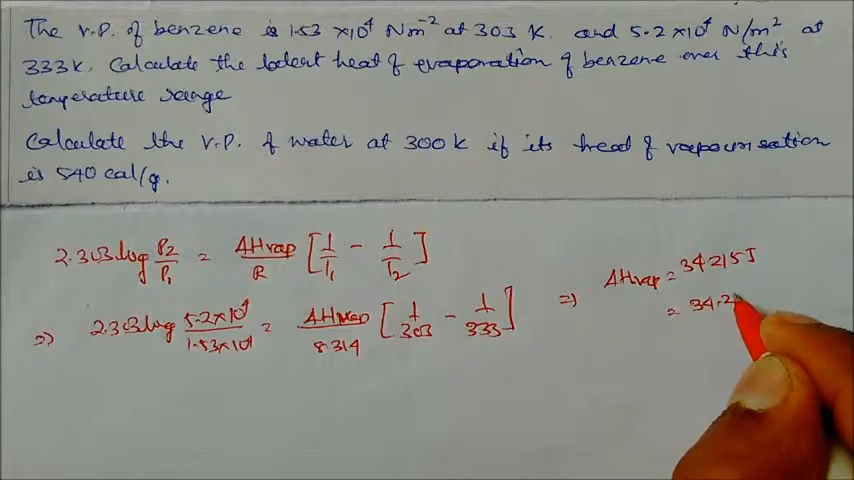 The V.P. of benzene is 1.53 ×10⁴ Nm⁻² at 303 K. and 5.2×10⁴ N/m² at
333K. Calculate the latent heat of evaporation of benzene over this
temperature range
Calculate the V.P. of water at 300K if its heat of vapourisation
is 540 cal/g.
2.303 log P₂/P₁ = ΔHvap/R [1/T₁ - 1/T₂]
⇒ 2.303 log 5.2×10⁴/1.53×10⁴ = ΔHvap/8.314 [1/303 - 1/333] ⇒ ΔHvap = 34215J
= 34.2